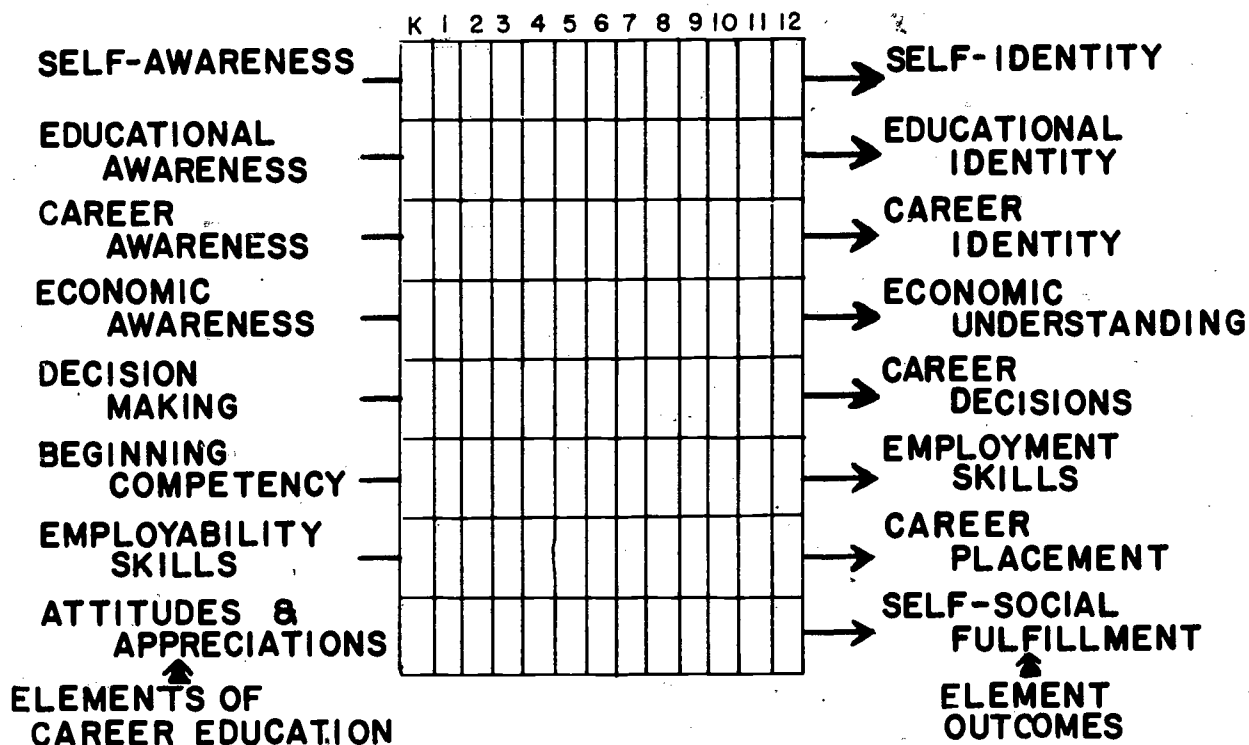 K 1 2 3 4 5 6 7 8 9 10 11 12
SELF-AWARENESS
SELF-IDENTITY
EDUCATIONAL
AWARENESS
EDUCATIONAL
IDENTITY
CAREER
AWARENESS
CAREER
IDENTITY
ECONOMIC
AWARENESS
ECONOMIC
UNDERSTANDING
DECISION
MAKING
CAREER
DECISIONS
BEGINNING
COMPETENCY
EMPLOYMENT
SKILLS
EMPLOYABILITY
SKILLS
CAREER
PLACEMENT
ATTITUDES &
APPRECIATIONS
SELF-SOCIAL
FULFILLMENT
ELEMENTS OF
CAREER EDUCATION
ELEMENT
OUTCOMES